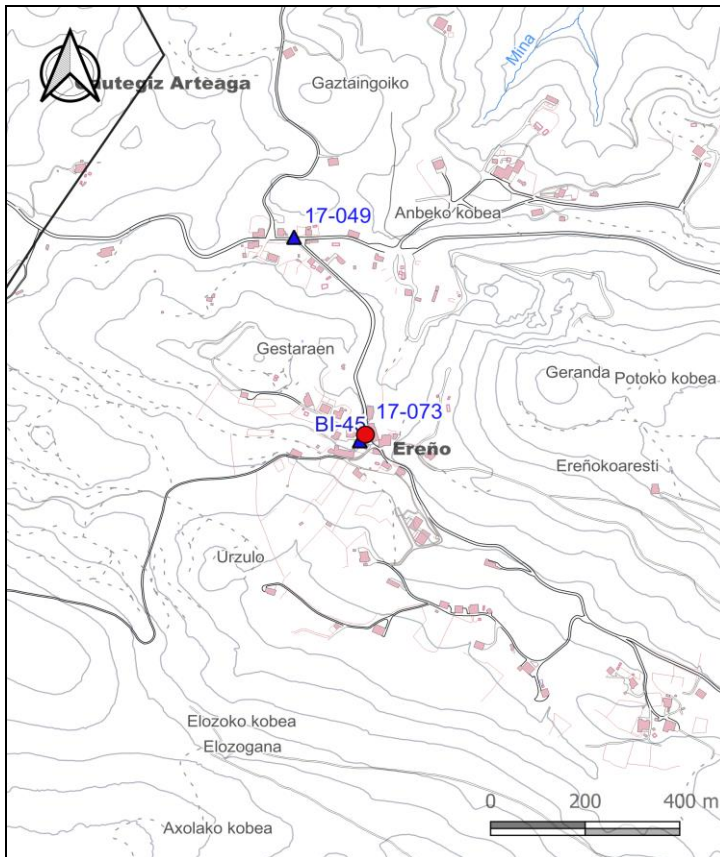 Mina
Gaztaingoiko
Gautegiz Arteaga
17-049
Anbeko kobea
Gestaraen
Geranda
Potoko kobea
17-073
BI-45
Ereño
Ereñokoaresti
Urzulo
Elozoko kobea
Elozogana
Axolako kobea
0 200 400 m